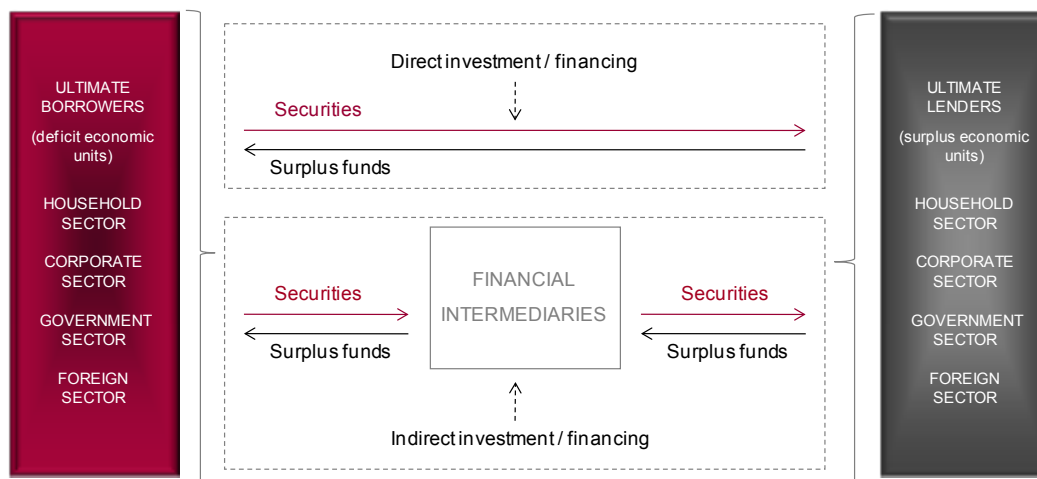 ULTIMATE
BORROWERS
(deficit economic
units)
HOUSEHOLD
SECTOR
CORPORATE
SECTOR
GOVERNMENT
SECTOR
FOREIGN
SECTOR
Direct investment / financing
Securities
Surplus funds
FINANCIAL
INTERMEDIARIES
Securities
Surplus funds
Securities
Surplus funds
Indirect investment / financing
ULTIMATE
LENDERS
(surplus economic
units)
HOUSEHOLD
SECTOR
CORPORATE
SECTOR
GOVERNMENT
SECTOR
FOREIGN
SECTOR